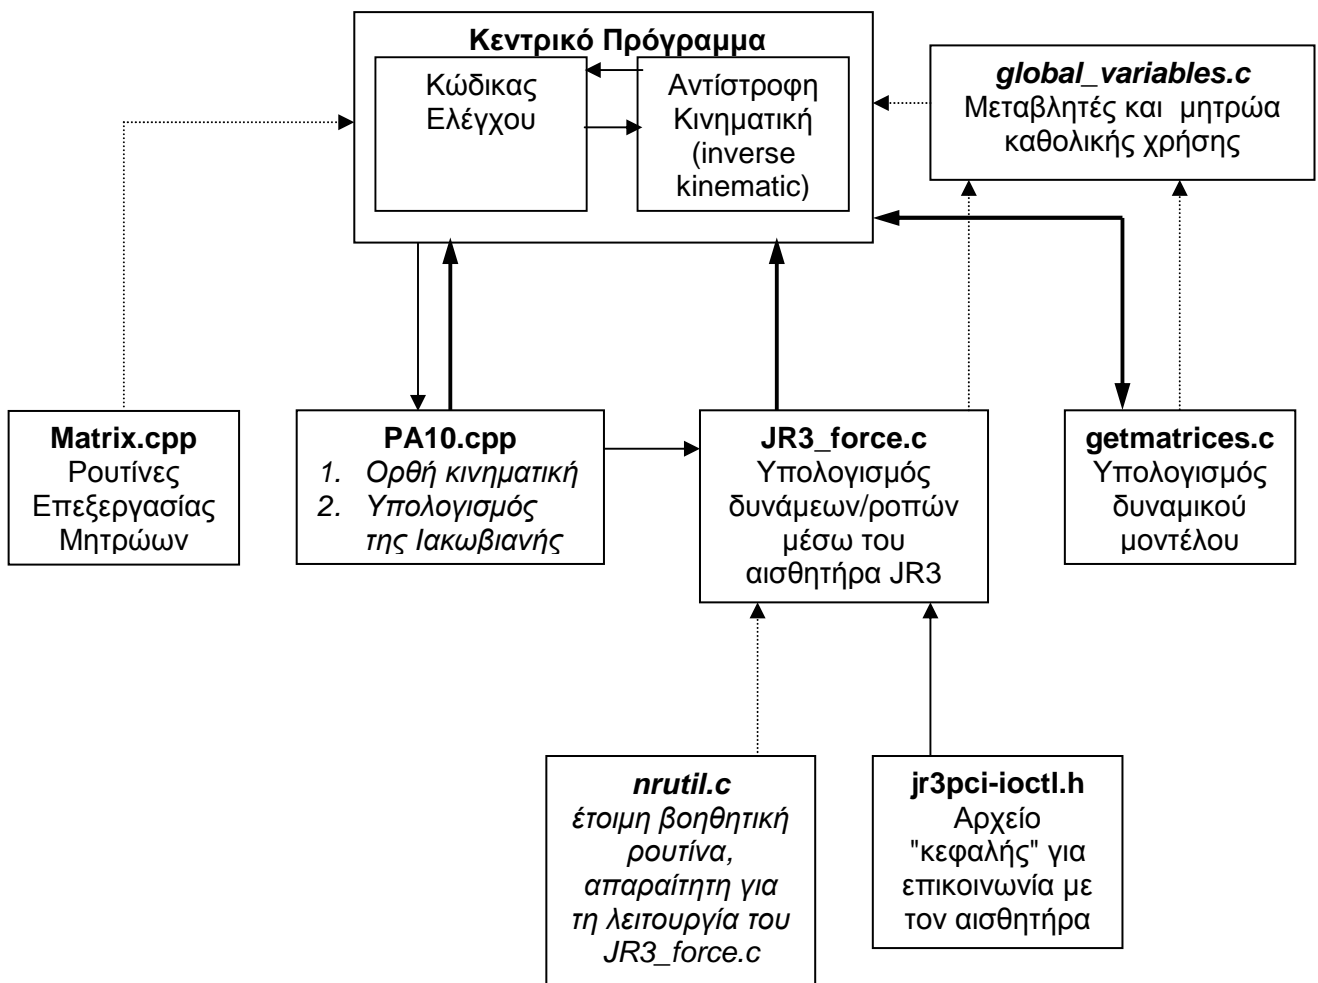 Κεντρικό Πρόγραμμα
Κώδικας
Ελέγχου
Αντίστροφη
Κινηματική
(inverse
kinematic)
global_variables.c
Μεταβλητές και μητρώα
καθολικής χρήσης
Matrix.cpp
Ρουτίνες
Επεξεργασίας
Μητρώων
PA10.cpp
1. Ορθή κινηματική
2. Υπολογισμός
της Ιακωβιανής
JR3_force.c
Υπολογισμός
δυνάμεων/ροπών
μέσω του
αισθητήρα JR3
getmatrices.c
Υπολογισμός
δυναμικού
μοντέλου
nrutil.c
έτοιμη βοηθητική
ρουτίνα,
απαραίτητη για
τη λειτουργία του
JR3_force.c
jr3pci-ioctl.h
Αρχείο
"κεφαλής" για
επικοινωνία με
τον αισθητήρα